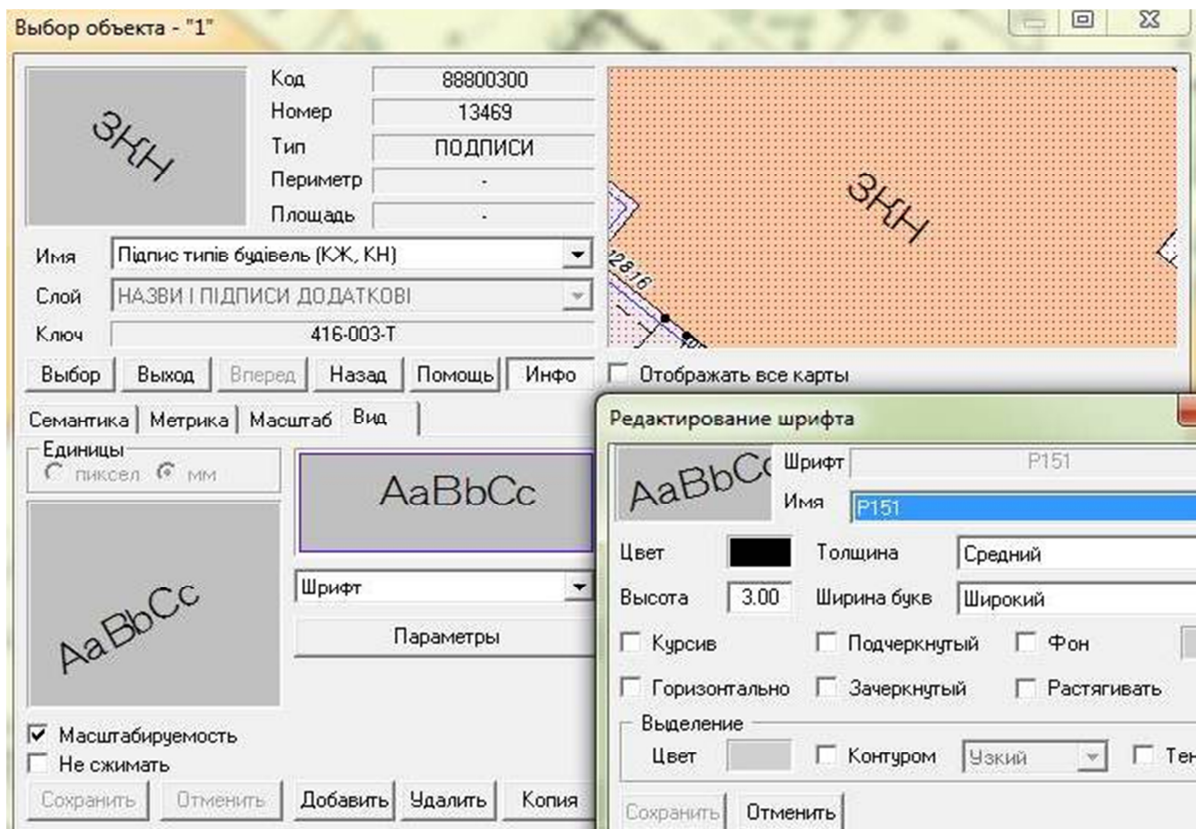 Выбор объекта - "1"
ЗКН
Код 88800300
Номер 13469
Тип ПОДПИСИ
Периметр -
Площадь -
Имя Підпис типів будівель (КЖ, КН)
Слой НАЗВИ І ПІДПИСИ ДОДАТКОВІ
Ключ 416-003-Т
ЗКН
128.16
Выбор Выход Вперед Назад Помощь Инфо
Отображать все карты
Семантика Метрика Масштаб Вид
Единицы
пиксел мм
AaBbCc
Шрифт
Параметры
AaBbCc
Масштабируемость
Не сжимать
Сохранить Отменить Добавить Удалить Копия
Редактирование шрифта
AaBbCc
Шрифт P151
Имя P151
Цвет Толщина Средний
Высота 3.00 Ширина букв Широкий
Курсив Подчеркнутый Фон
Горизонтально Зачеркнутый Растягивать
Выделение
Цвет Контуром Узкий Тен
Сохранить Отменить